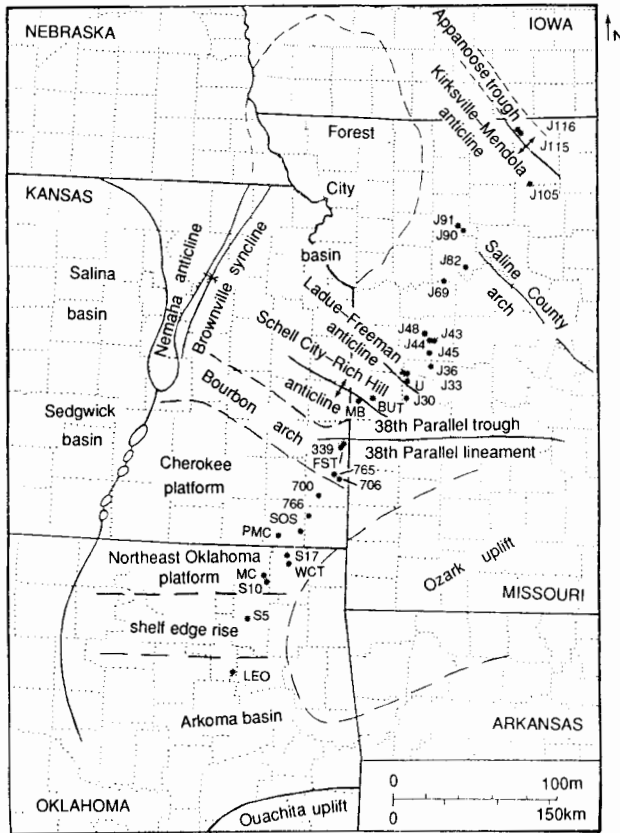 NEBRASKA
IOWA
N
Appanoose trough
Kirksville–Mendola
anticline
J116
J115
J105
Forest
City
basin
KANSAS
Salina
basin
Nemaha anticline
Brownville syncline
J91
J90
J82
J69
Saline County
arch
Ladue–Freeman
anticline
J48
J43
J44
J45
J36
J33
U
J30
Schell City–Rich Hill
anticline
MB
BUT
Bourbon
arch
Sedgwick
basin
38th Parallel trough
38th Parallel lineament
339
FST
765
706
Cherokee
platform
700
766
SOS
PMC
S17
WCT
Northeast Oklahoma
platform
MC
S10
Ozark uplift
MISSOURI
S5
shelf edge rise
LEO
Arkoma basin
ARKANSAS
OKLAHOMA
Ouachita uplift
0 100m
0 150km